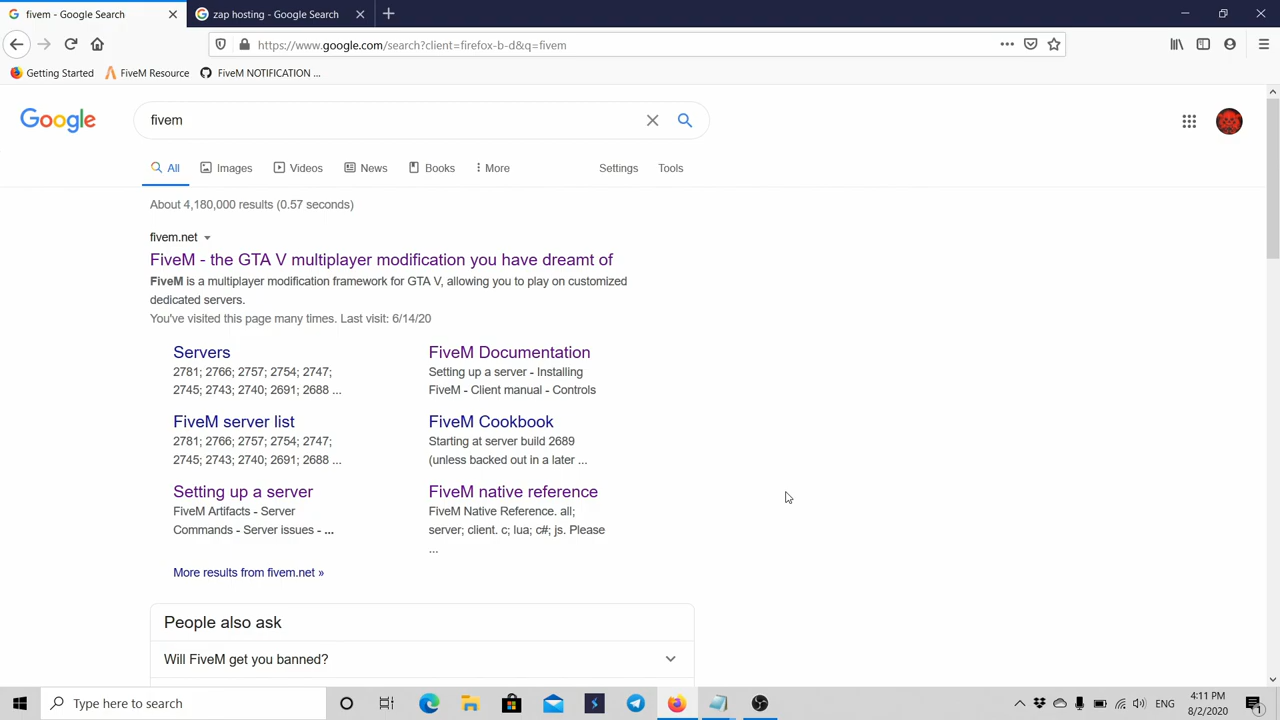 fivem - Google Search
zap hosting - Google Search
https://www.google.com/search?client=firefox-b-d&q=fivem
Getting Started
FiveM Resource
FiveM NOTIFICATION ...
Google
fivem
All
Images
Videos
News
Books
More
Settings
Tools
About 4,180,000 results (0.57 seconds)
fivem.net
FiveM - the GTA V multiplayer modification you have dreamt of
FiveM is a multiplayer modification framework for GTA V, allowing you to play on customized
dedicated servers.
You've visited this page many times. Last visit: 6/14/20
Servers
2781; 2766; 2757; 2754; 2747;
2745; 2743; 2740; 2691; 2688 ...
FiveM Documentation
Setting up a server - Installing
FiveM - Client manual - Controls
FiveM server list
2781; 2766; 2757; 2754; 2747;
2745; 2743; 2740; 2691; 2688 ...
FiveM Cookbook
Starting at server build 2689
(unless backed out in a later ...
Setting up a server
FiveM Artifacts - Server
Commands - Server issues - ...
FiveM native reference
FiveM Native Reference. all;
server; client. c; lua; c#; js. Please
...
More results from fivem.net »
People also ask
Will FiveM get you banned?
Type here to search
ENG
4:11 PM
8/2/2020
1